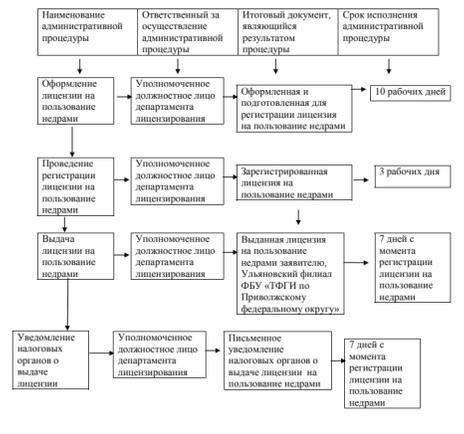 Наименование
административной
процедуры
Ответственный за
осуществление
административной
процедуры
Итоговый документ,
являющийся
результатом
процедуры
Срок исполнения
административной
процедуры
Оформление
лицензии на
пользование
недрами
Уполномоченное
должностное лицо
департамента
лицензирования
Оформленная и
подготовленная для
регистрации лицензия
на пользование недрами
10 рабочих дней
Проведение
регистрации
лицензии на
пользование
недрами
Уполномоченное
должностное лицо
департамента
лицензирования
Зарегистрированная
лицензия на
пользование недрами
3 рабочих дня
Выдача
лицензии на
пользование
недрами
Уполномоченное
должностное лицо
департамента
лицензирования
Выданная лицензия
на пользование
недрами заявителю,
Ульяновский филиал
ФБУ «ТФГИ по
Приволжскому
федеральному округу»
7 дней с
момента
регистрации
лицензии на
пользование
недрами
Уведомление
налоговых
органов о
выдаче
лицензии
Уполномоченное
должностное лицо
департамента
лицензирования
Письменное
уведомление
налоговых органов о
выдаче лицензии на
пользование недрами
7 дней с
момента
регистрации
лицензии на
пользование
недрами